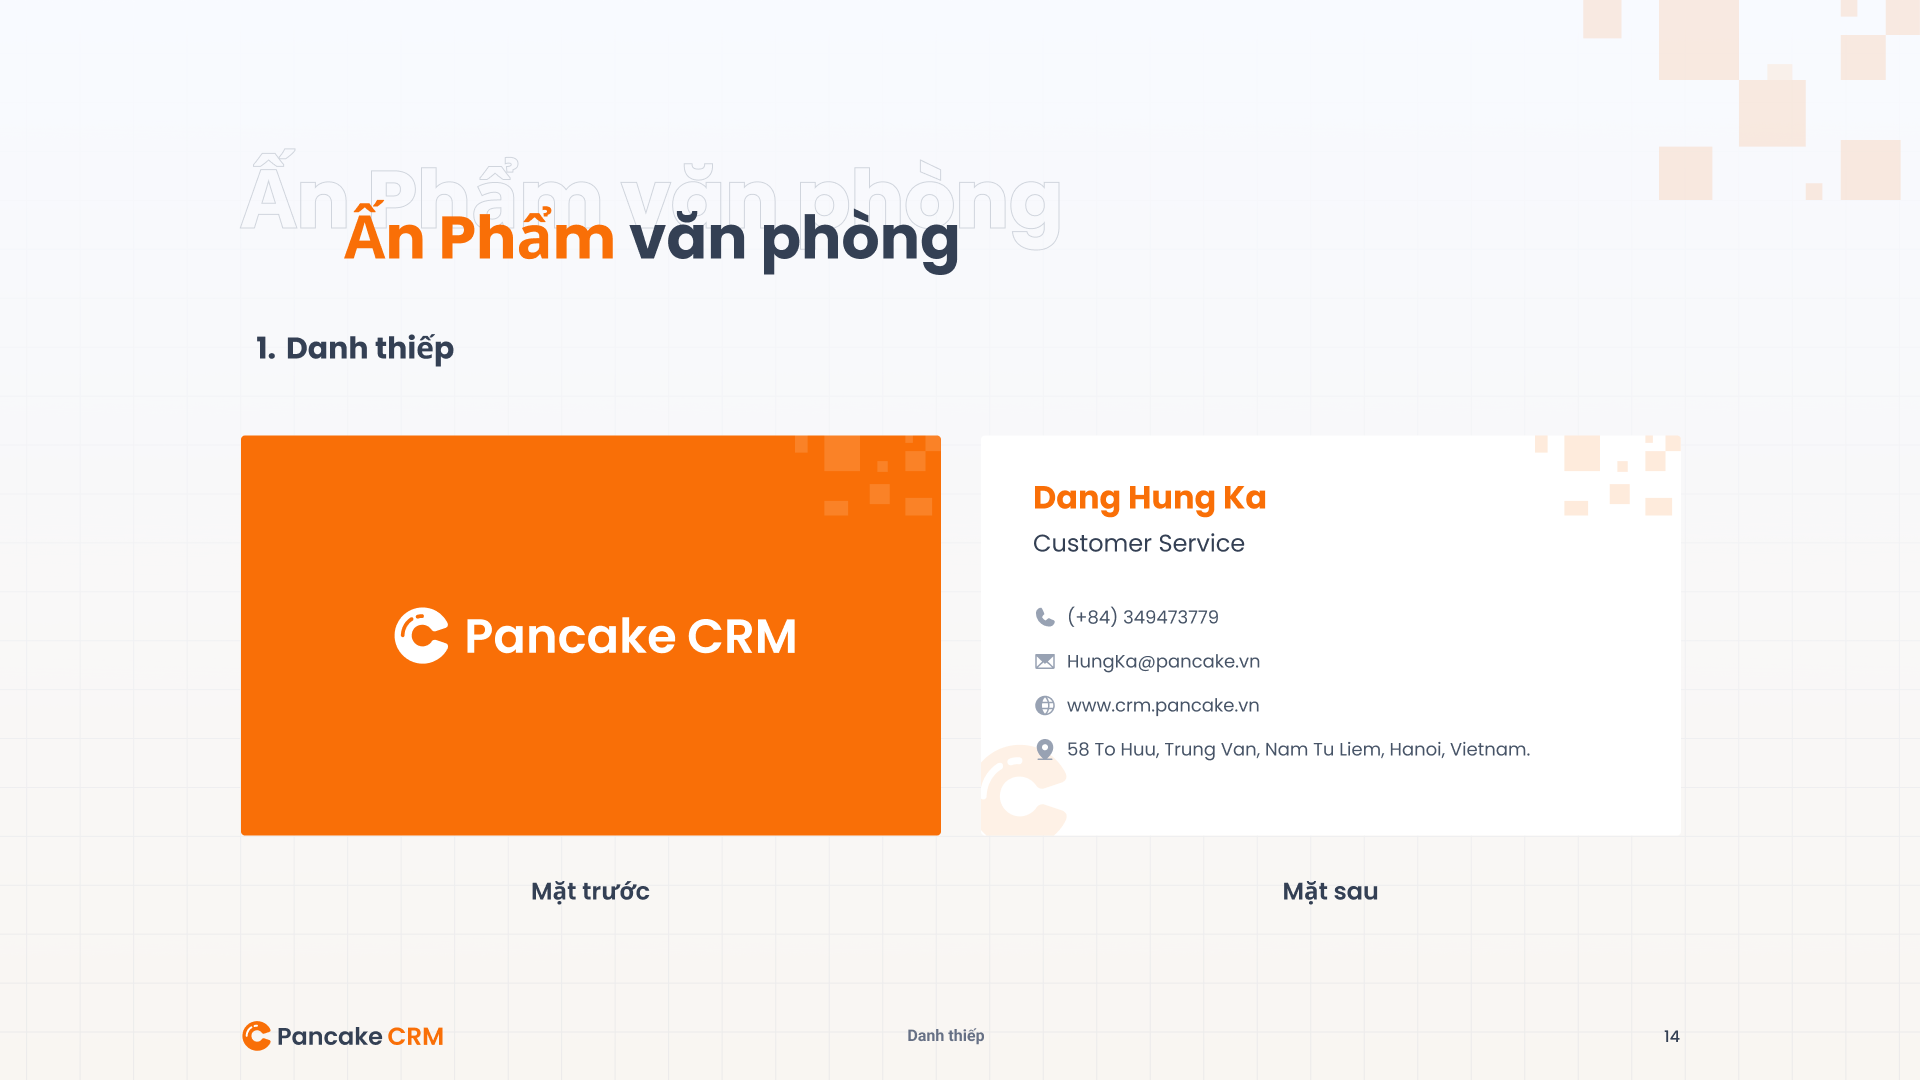 Ấn Phẩm văn phòng
Ấn Phẩm văn phòng
1. Danh thiếp
Pancake CRM
Dang Hung Ka
Customer Service
(+84) 349473779
HungKa@pancake.vn
www.crm.pancake.vn
58 To Huu, Trung Van, Nam Tu Liem, Hanoi, Vietnam.
Mặt trước
Mặt sau
Pancake CRM
Danh thiếp
14